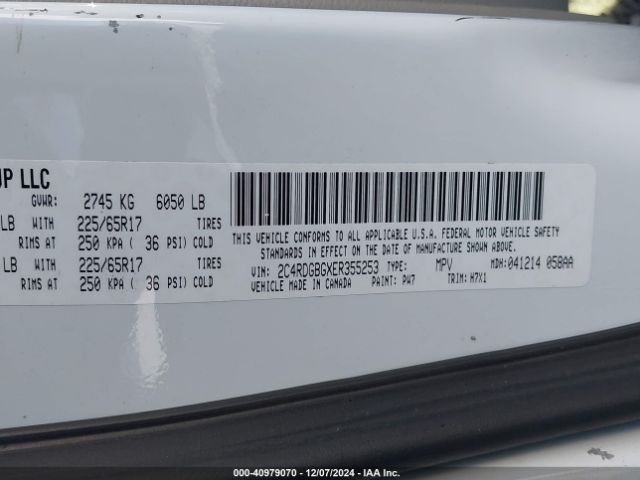 UP LLC
GVWR: 2745 KG 6050 LB
LB WITH 225/65R17 TIRES
RIMS AT 250 KPA ( 36 PSI) COLD
LB WITH 225/65R17 TIRES
RIMS AT 250 KPA ( 36 PSI) COLD
THIS VEHICLE CONFORMS TO ALL APPLICABLE U.S.A. FEDERAL MOTOR VEHICLE SAFETY
STANDARDS IN EFFECT ON THE DATE OF MANUFACTURE SHOWN ABOVE.
VIN: 2C4RDGBGXER355253 TYPE: MPV MDH: 041214 058AA
VEHICLE MADE IN CANADA PAINT: PW7 TRIM: H7X1
000-40979070 | 12/07/2024 | IAAI.COM